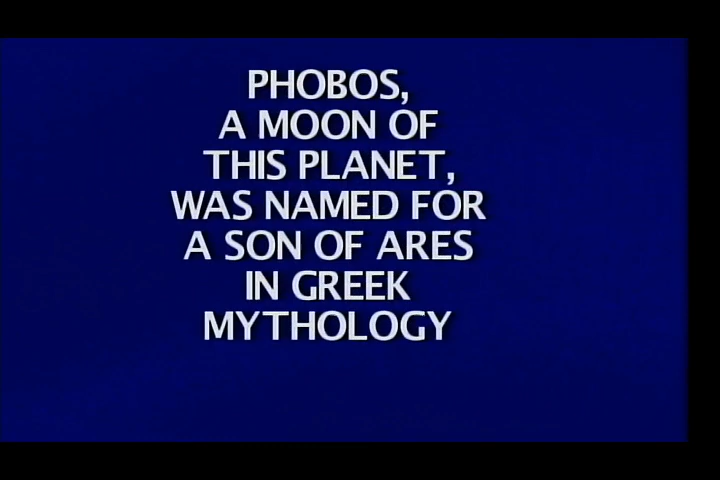 PHOBOS,
A MOON OF
THIS PLANET,
WAS NAMED FOR
A SON OF ARES
IN GREEK
MYTHOLOGY